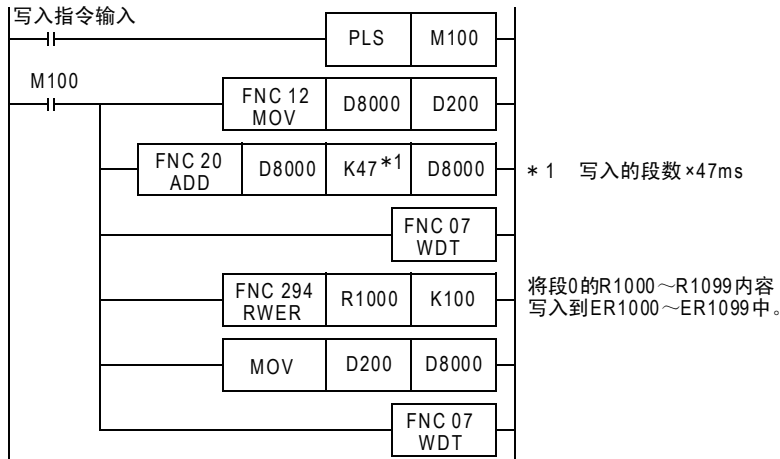 写入指令输入
PLS M100
M100
FNC 12
MOV D8000 D200
FNC 20
ADD D8000 K47*1 D8000
*1 写入的段数×47ms
FNC 07
WDT
FNC 294
RWER R1000 K100
将段0的R1000～R1099内容
写入到ER1000～ER1099中。
MOV D200 D8000
FNC 07
WDT